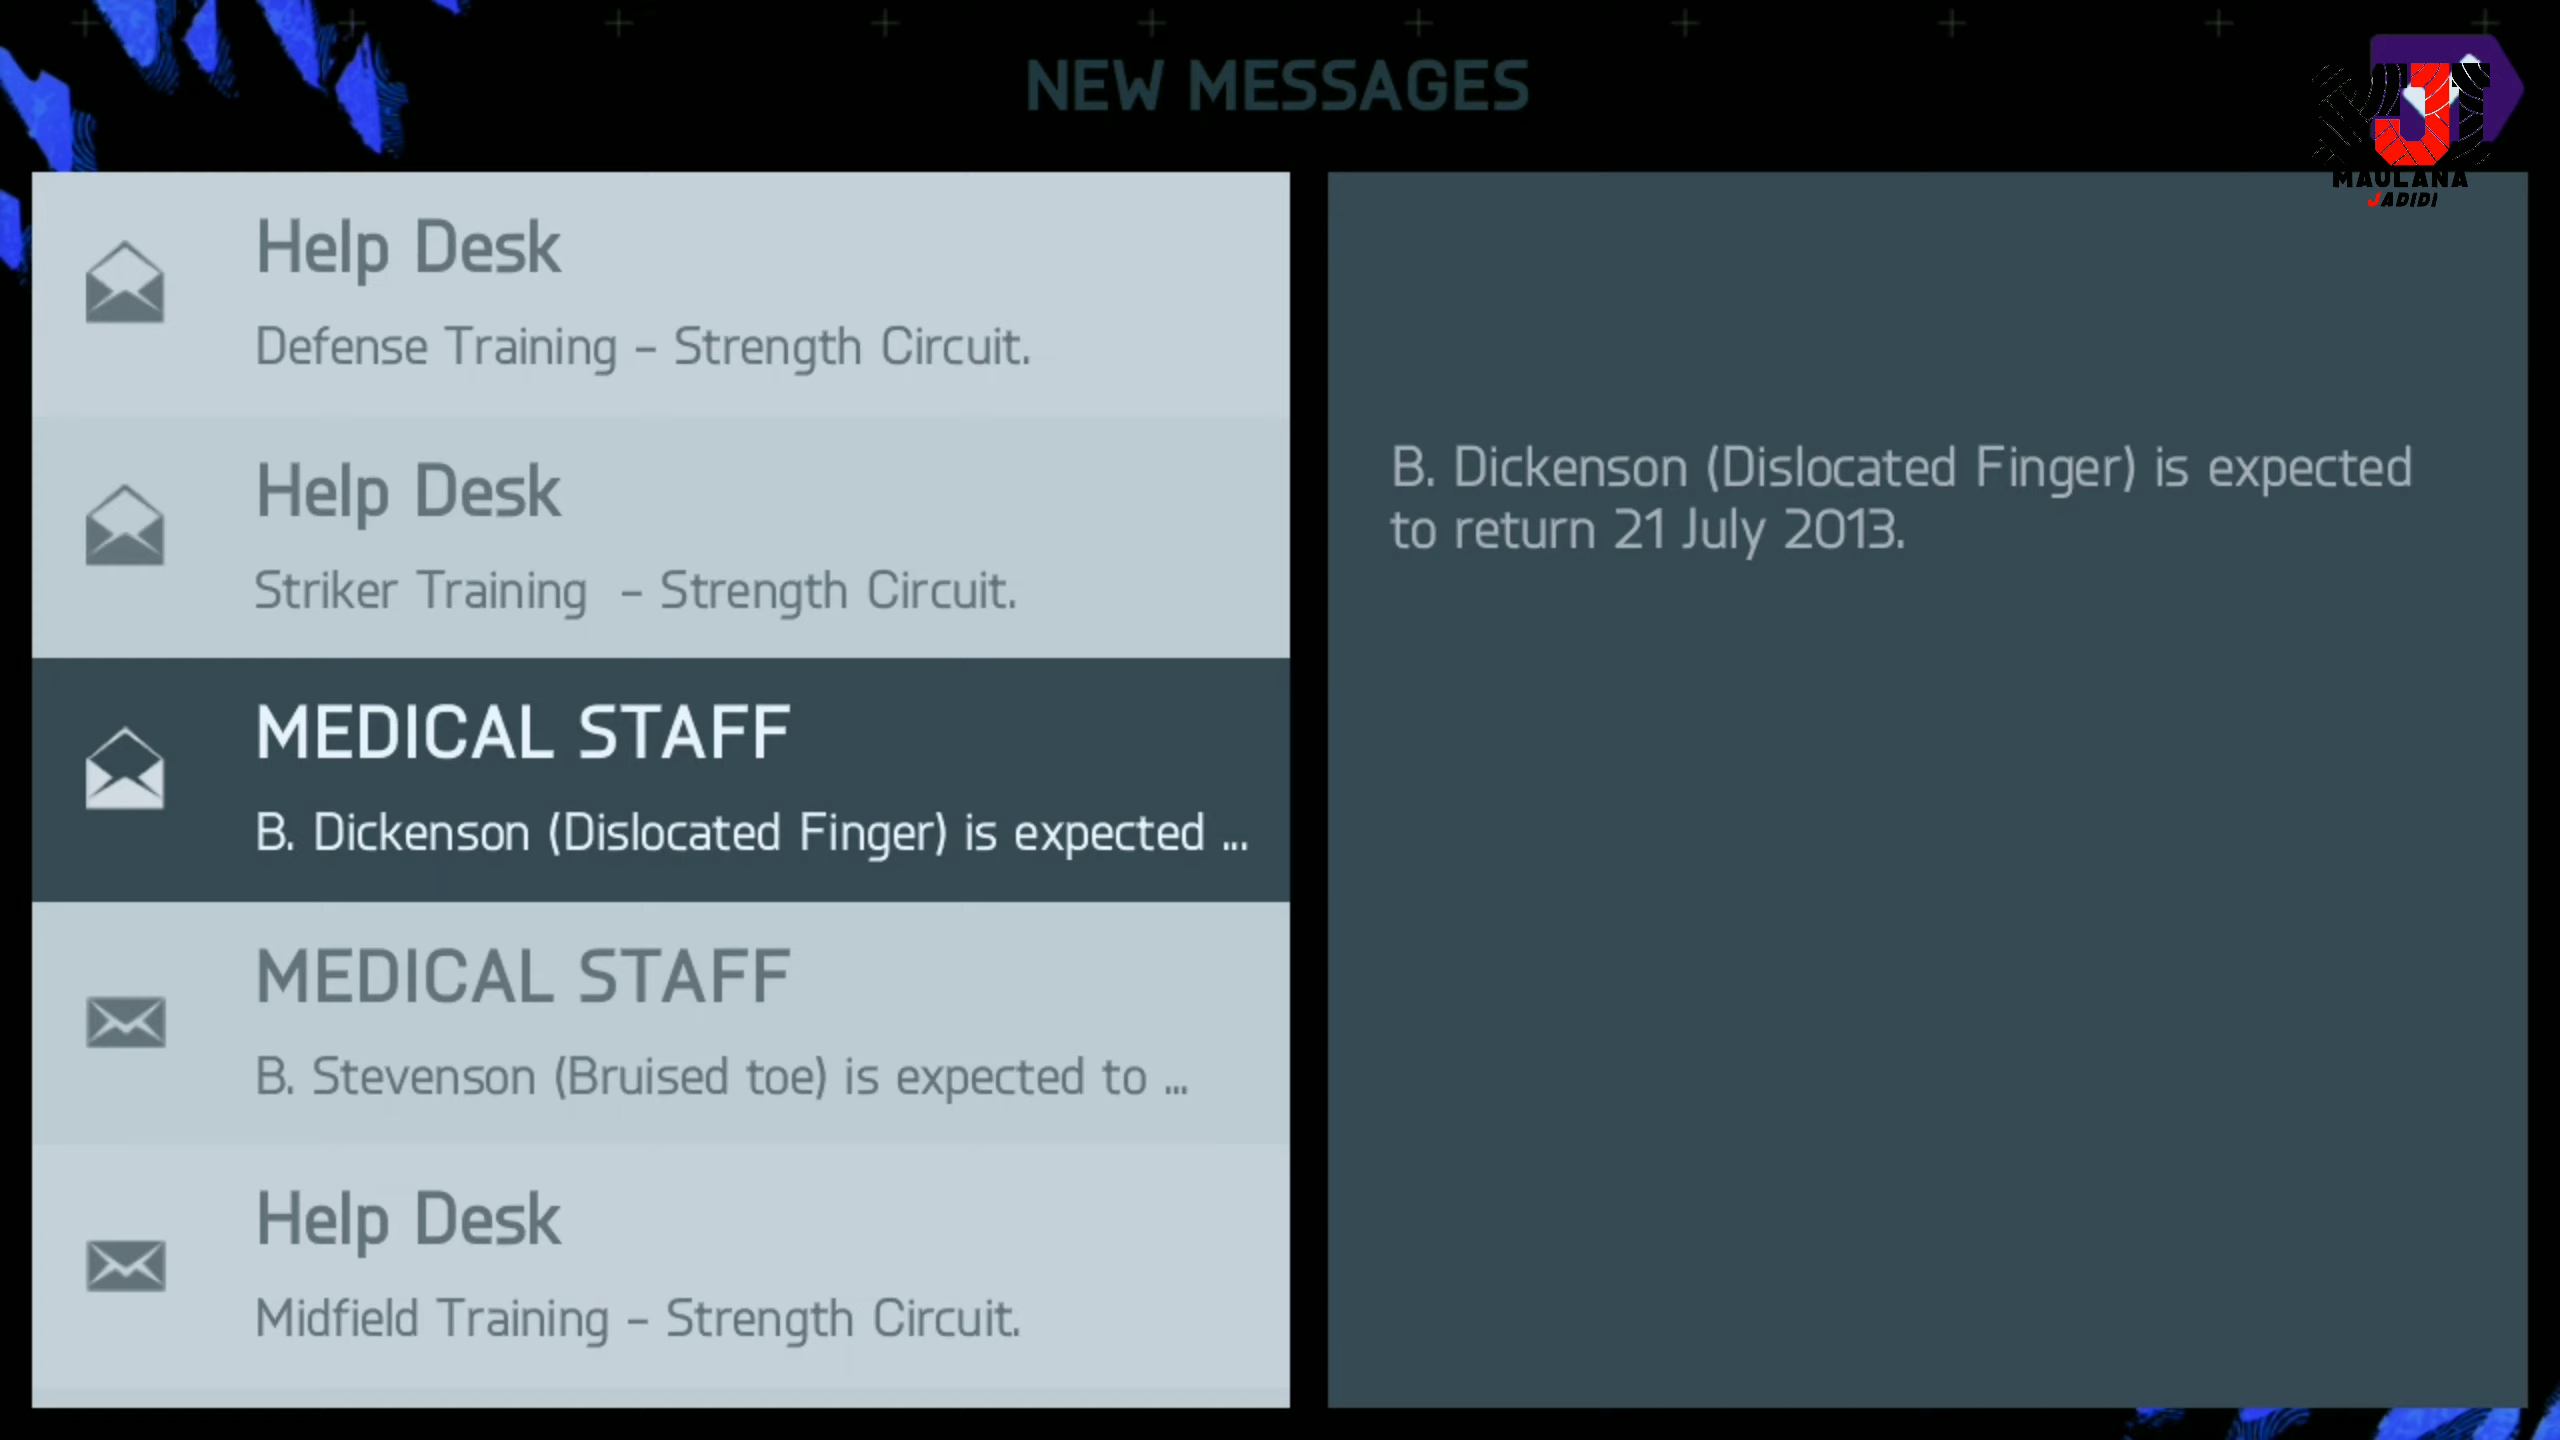 NEW MESSAGES
MAULANA
JADIDI
Help Desk
Defense Training - Strength Circuit.
Help Desk
Striker Training - Strength Circuit.
MEDICAL STAFF
B. Dickenson (Dislocated Finger) is expected ...
MEDICAL STAFF
B. Stevenson (Bruised toe) is expected to ...
Help Desk
Midfield Training - Strength Circuit.
B. Dickenson (Dislocated Finger) is expected
to return 21 July 2013.